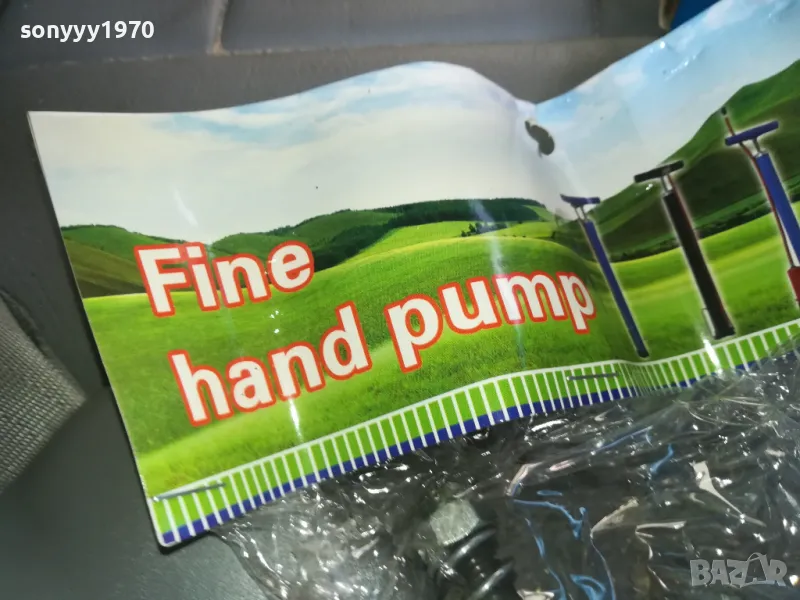 sonyyy1970
Fine
hand pump
BAZAR